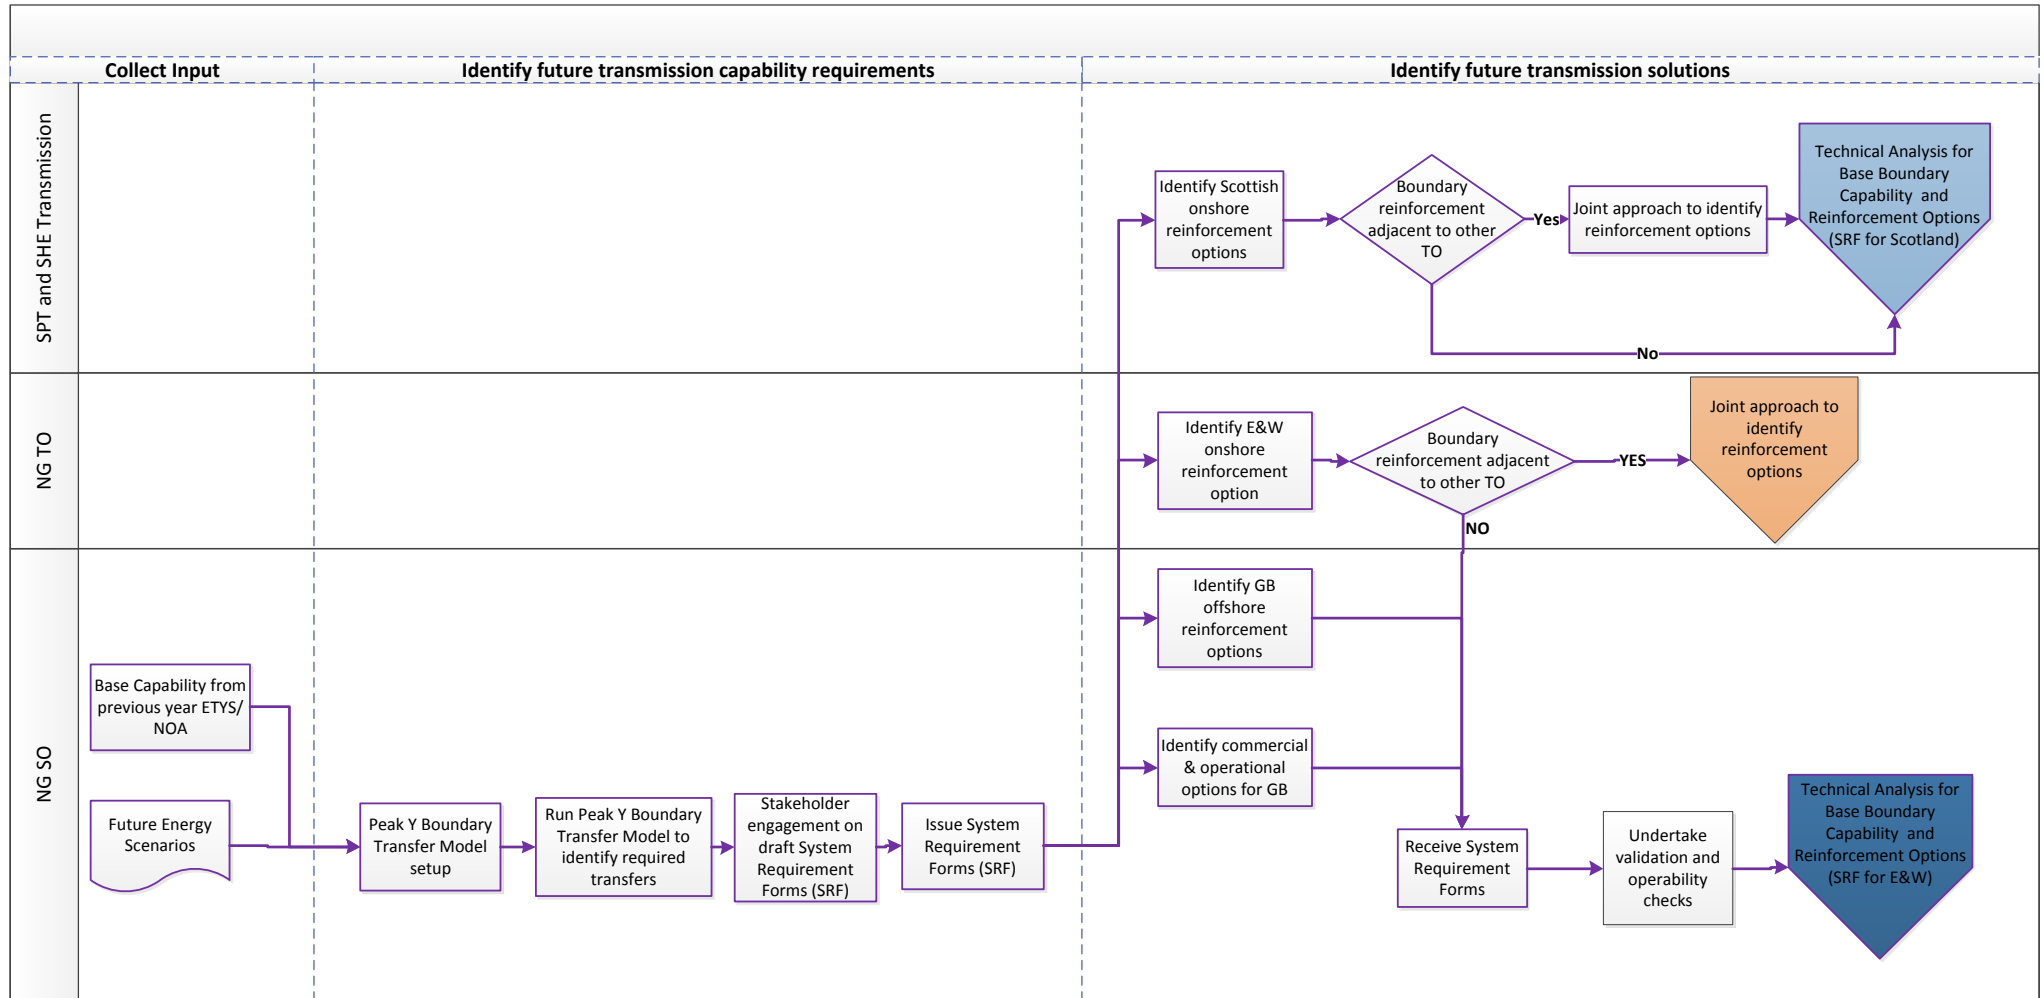 Collect Input
Identify future transmission capability requirements
Identify future transmission solutions
SPT and SHE Transmission
Identify Scottish
onshore
reinforcement
options
Boundary
reinforcement
adjacent to other
TO
Yes
Joint approach to identify
reinforcement options
Technical Analysis for
Base Boundary
Capability and
Reinforcement Options
(SRF for Scotland)
No
NG TO
Identify E&W
onshore
reinforcement
option
Boundary
reinforcement adjacent
to other TO
YES
Joint approach to
identify
reinforcement
options
NO
NG SO
Identify GB
offshore
reinforcement
options
Base Capability from
previous year ETYS/
NOA
Identify commercial
& operational
options for GB
Future Energy
Scenarios
Peak Y Boundary
Transfer Model
setup
Run Peak Y Boundary
Transfer Model to
identify required
transfers
Stakeholder
engagement on
draft System
Requirement
Forms (SRF)
Issue System
Requirement
Forms (SRF)
Receive System
Requirement
Forms
Undertake
validation and
operability
checks
Technical Analysis for
Base Boundary
Capability and
Reinforcement Options
(SRF for E&W)